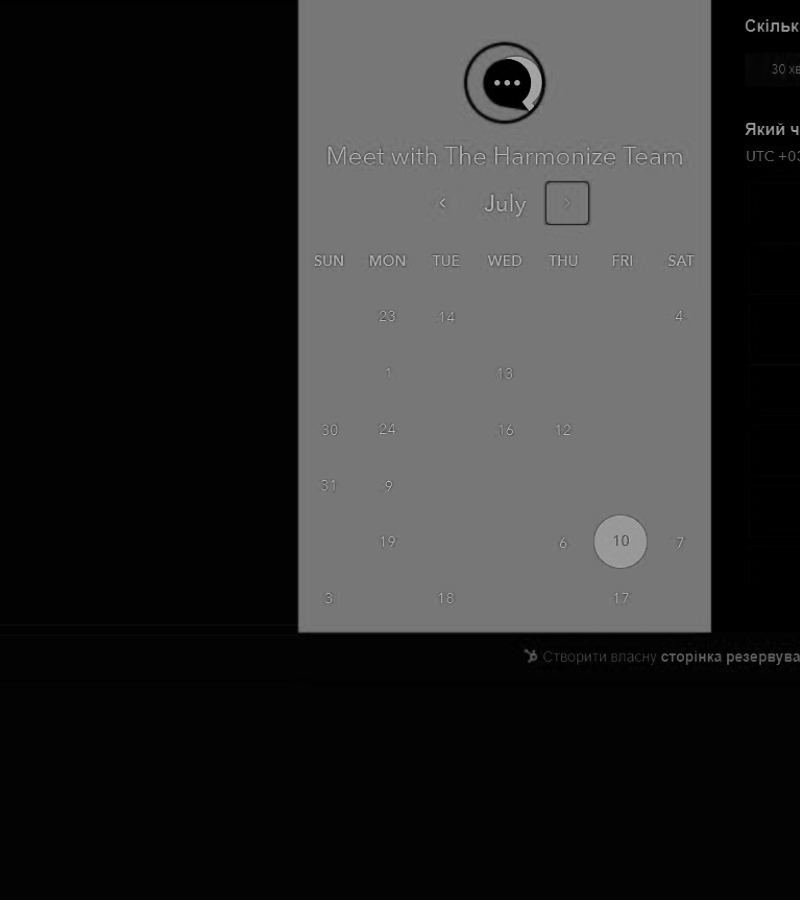 Meet with The Harmonize Team
July
SUN MON TUE WED THU FRI SAT
23 14 4
1 13
30 24 16 12
31 9
19 6 10 7
3 18 17
Скільк
30 хв
Який ч
UTC +03
Створити власну сторінка резервува